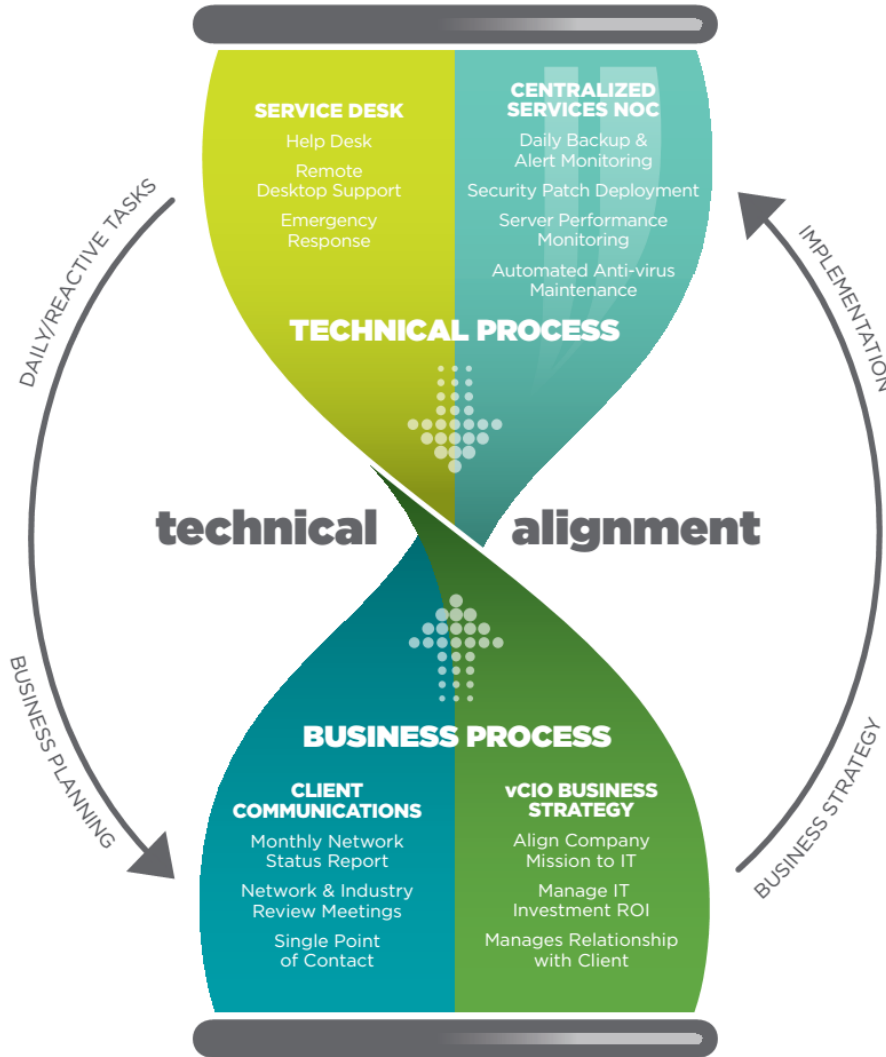 SERVICE DESK
Help Desk
Remote
Desktop Support
Emergency
Response
CENTRALIZED
SERVICES NOC
Daily Backup &
Alert Monitoring
Security Patch Deployment
Server Performance
Monitoring
Automated Anti-virus
Maintenance
TECHNICAL PROCESS
DAILY/REACTIVE TASKS
IMPLEMENTATION
technical alignment
BUSINESS PLANNING
BUSINESS STRATEGY
BUSINESS PROCESS
CLIENT
COMMUNICATIONS
Monthly Network
Status Report
Network & Industry
Review Meetings
Single Point
of Contact
vCIO BUSINESS
STRATEGY
Align Company
Mission to IT
Manage IT
Investment ROI
Manages Relationship
with Client